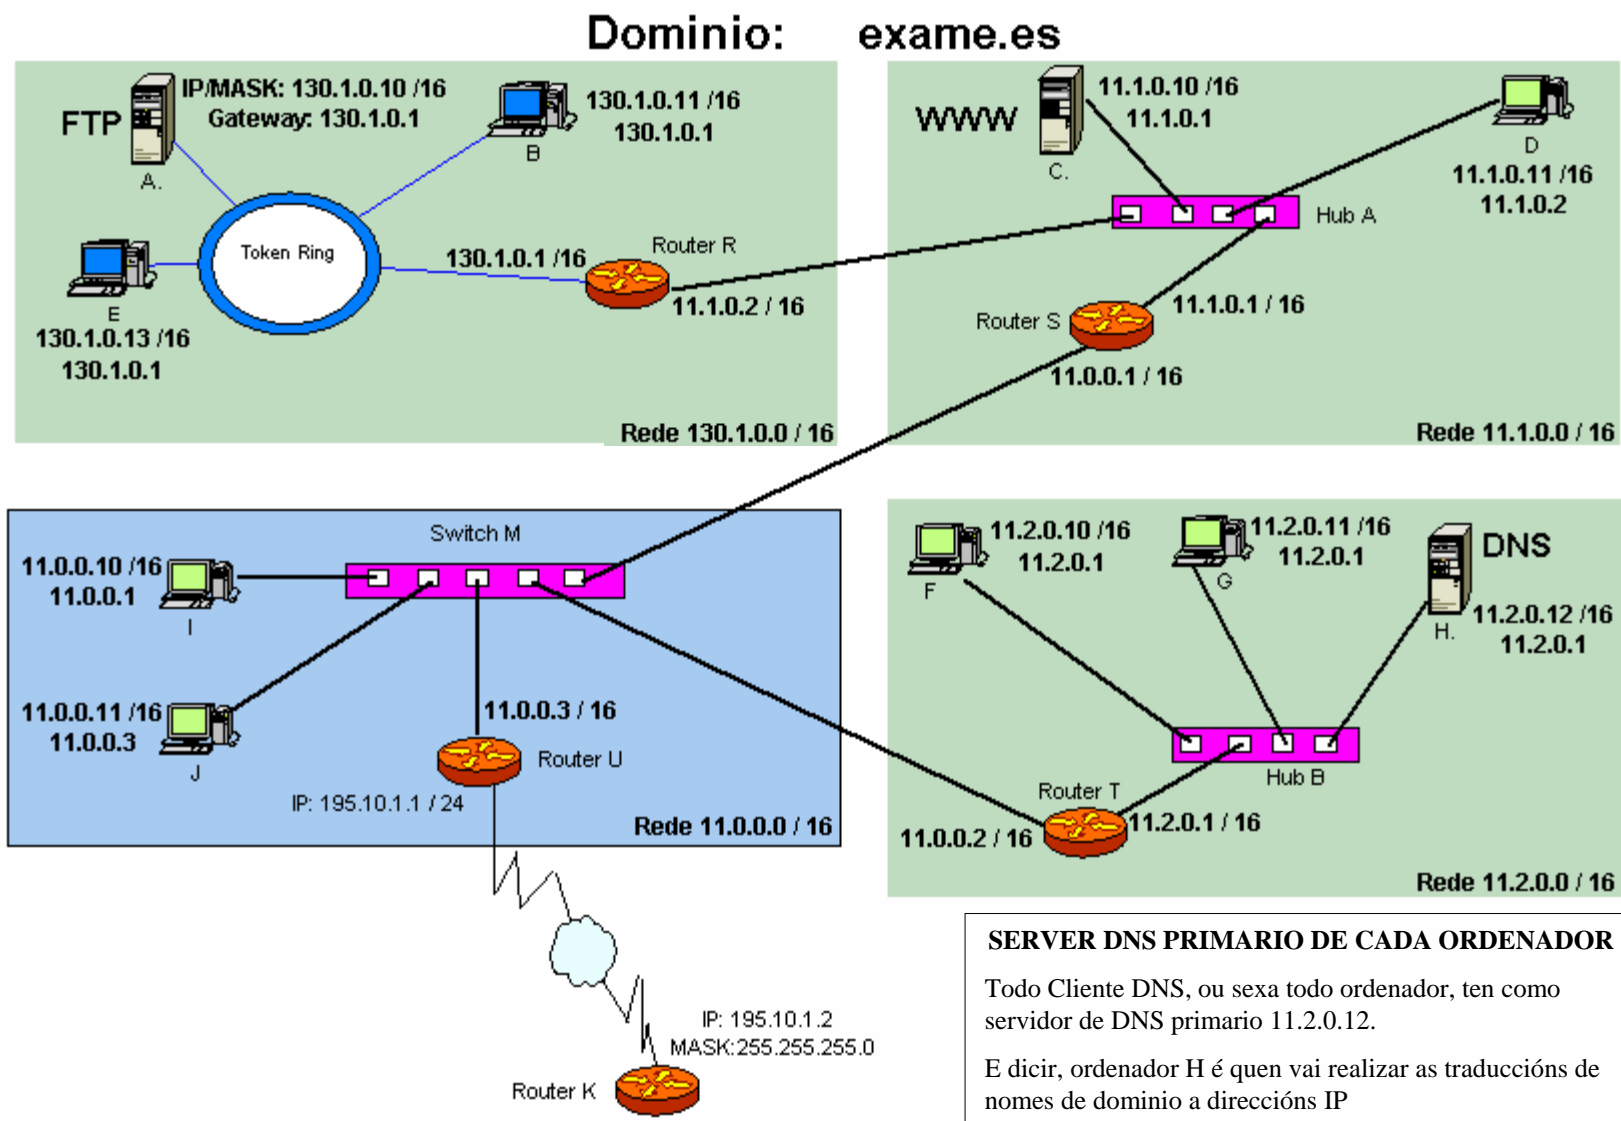 Dominio: exame.es
FTP
IP/MASK: 130.1.0.10 /16
Gateway: 130.1.0.1
A.
130.1.0.11 /16
130.1.0.1
B
Token Ring
E
130.1.0.13 /16
130.1.0.1
130.1.0.1 /16
Router R
11.1.0.2 / 16
Rede 130.1.0.0 / 16
WWW
11.1.0.10 /16
11.1.0.1
C.
D
11.1.0.11 /16
11.1.0.2
Hub A
Router S
11.1.0.1 / 16
11.0.0.1 / 16
Rede 11.1.0.0 / 16
Switch M
11.0.0.10 /16
11.0.0.1
I
11.0.0.11 /16
11.0.0.3
J
11.0.0.3 / 16
Router U
IP: 195.10.1.1 / 24
Rede 11.0.0.0 / 16
11.2.0.10 /16
11.2.0.1
F
11.2.0.11 /16
11.2.0.1
G
DNS
11.2.0.12 /16
11.2.0.1
H.
Hub B
Router T
11.0.0.2 / 16
11.2.0.1 / 16
Rede 11.2.0.0 / 16
IP: 195.10.1.2
MASK:255.255.255.0
Router K
SERVER DNS PRIMARIO DE CADA ORDENADOR
Todo Cliente DNS, ou sexa todo ordenador, ten como
servidor de DNS primario 11.2.0.12.
E dicir, ordenador H é quen vai realizar as traduccións de
nomes de dominio a direccións IP